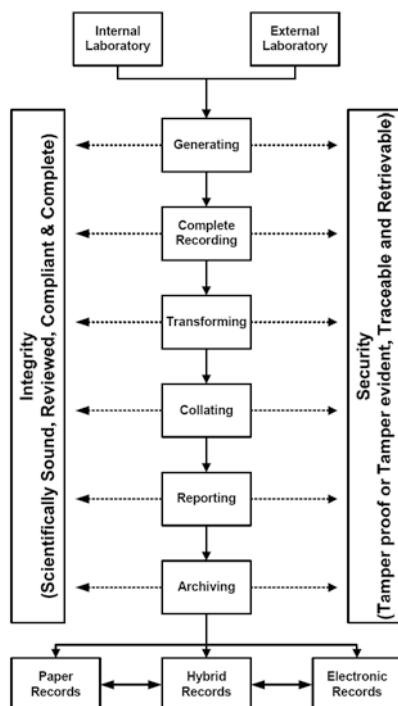 Internal
Laboratory
External
Laboratory
Generating
Complete
Recording
Transforming
Collating
Reporting
Archiving
Integrity
(Scientifically Sound, Reviewed, Compliant & Complete)
Security
(Tamper proof or Tamper evident, Traceable and Retrievable)
Paper
Records
Hybrid
Records
Electronic
Records